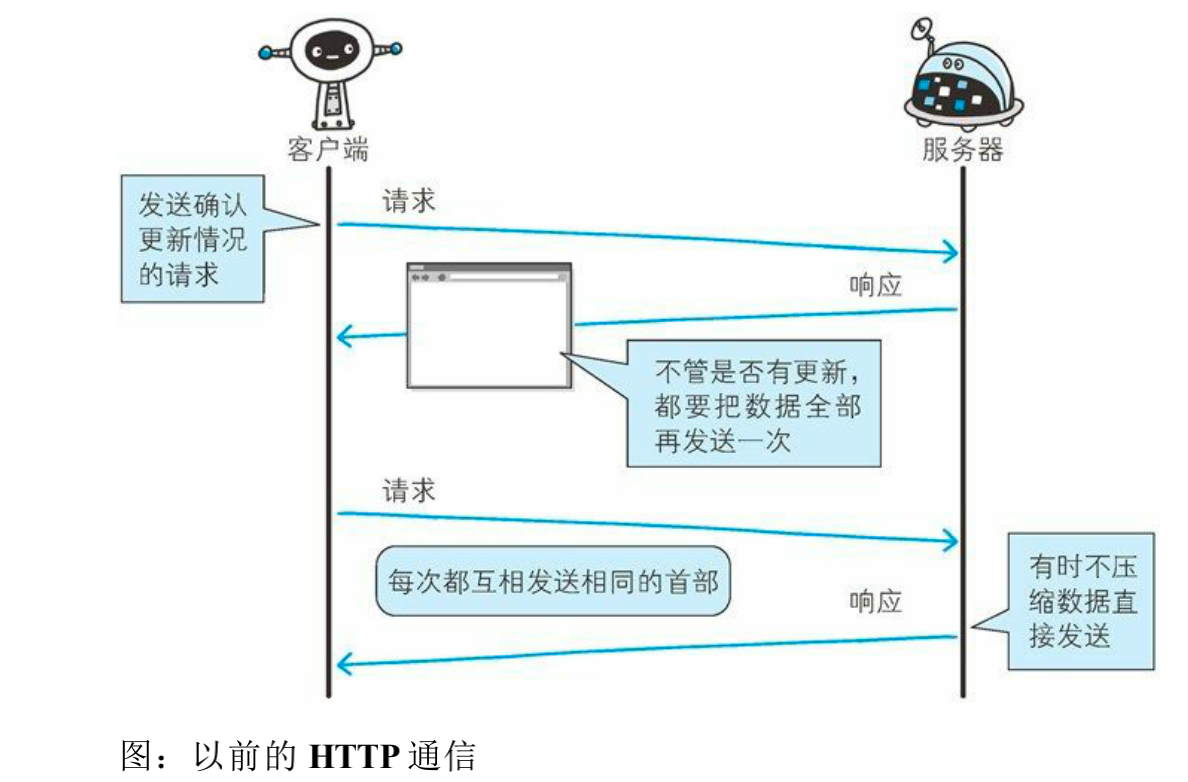 客户端
服务器
发送确认
更新情况
的请求
请求
响应
不管是否有更新，
都要把数据全部
再发送一次
请求
每次都互相发送相同的首部
响应
有时不压
缩数据直
接发送
图：以前的 HTTP 通信